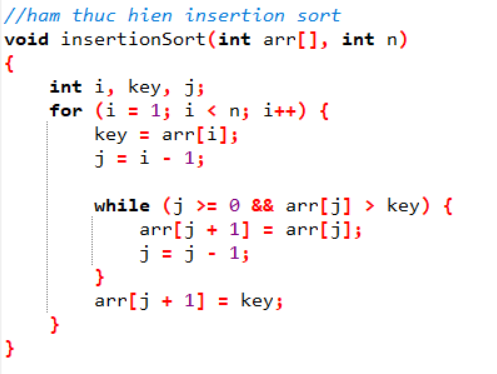 //ham thuc hien insertion sort
void insertionSort(int arr[], int n)
{
    int i, key, j;
    for (i = 1; i < n; i++) {
        key = arr[i];
        j = i - 1;

        while (j >= 0 && arr[j] > key) {
            arr[j + 1] = arr[j];
            j = j - 1;
        }
        arr[j + 1] = key;
    }
}